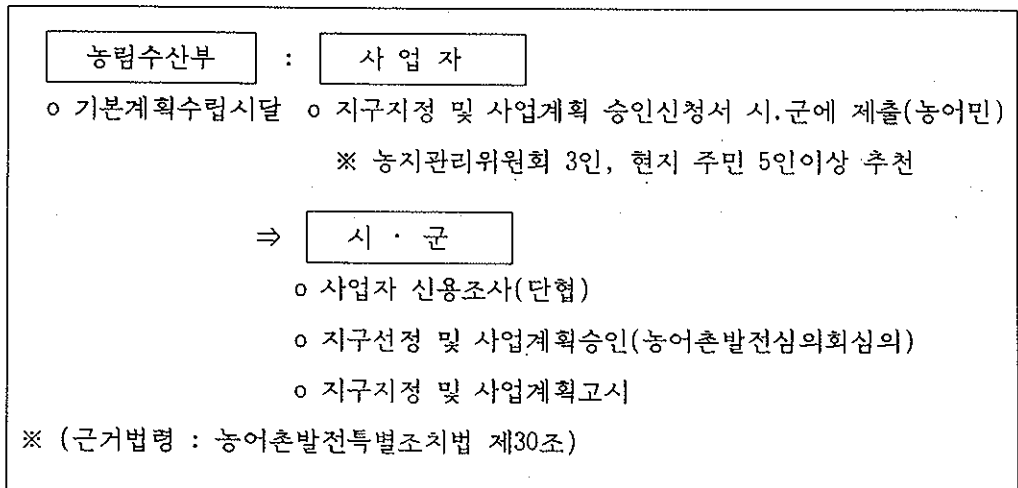 농림수산부 : 사 업 자
o 기본계획수립시달 o 지구지정 및 사업계획 승인신청서 시.군에 제출(농어민)
※ 농지관리위원회 3인, 현지 주민 5인이상 추천
⇒ 시 · 군
o 사업자 신용조사(단협)
o 지구선정 및 사업계획승인(농어촌발전심의회심의)
o 지구지정 및 사업계획고시
※ (근거법령 : 농어촌발전특별조치법 제30조)